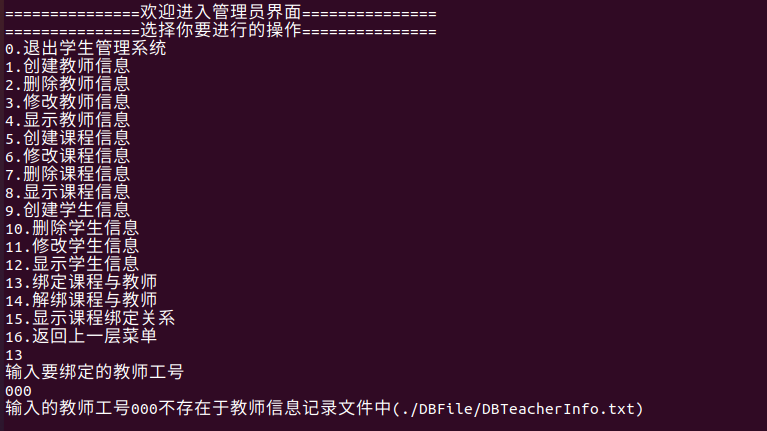 ===============欢迎进入管理员界面===============
===============选择你要进行的操作===============
0.退出学生管理系统
1.创建教师信息
2.删除教师信息
3.修改教师信息
4.显示教师信息
5.创建课程信息
6.修改课程信息
7.删除课程信息
8.显示课程信息
9.创建学生信息
10.删除学生信息
11.修改学生信息
12.显示学生信息
13.绑定课程与教师
14.解绑课程与教师
15.显示课程绑定关系
16.返回上一层菜单
13
输入要绑定的教师工号
000
输入的教师工号000不存在于教师信息记录文件中(./DBFile/DBTeacherInfo.txt)